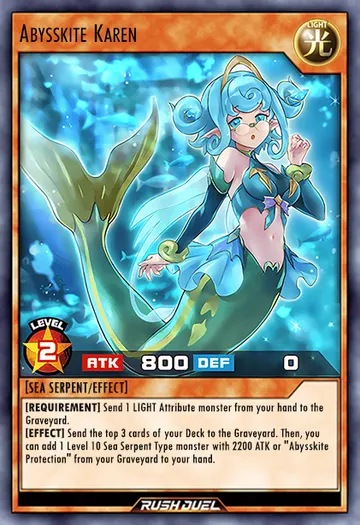 Abysskite Karen
LIGHT
光
LEVEL
2
ATK 800 DEF 0
[SEA SERPENT/EFFECT]
[REQUIREMENT] Send 1 LIGHT Attribute monster from your hand to the
Graveyard.
[EFFECT] Send the top 3 cards of your Deck to the Graveyard. Then, you
can add 1 Level 10 Sea Serpent Type monster with 2200 ATK or "Abysskite
Protection" from your Graveyard to your hand.
RUSH DUEL